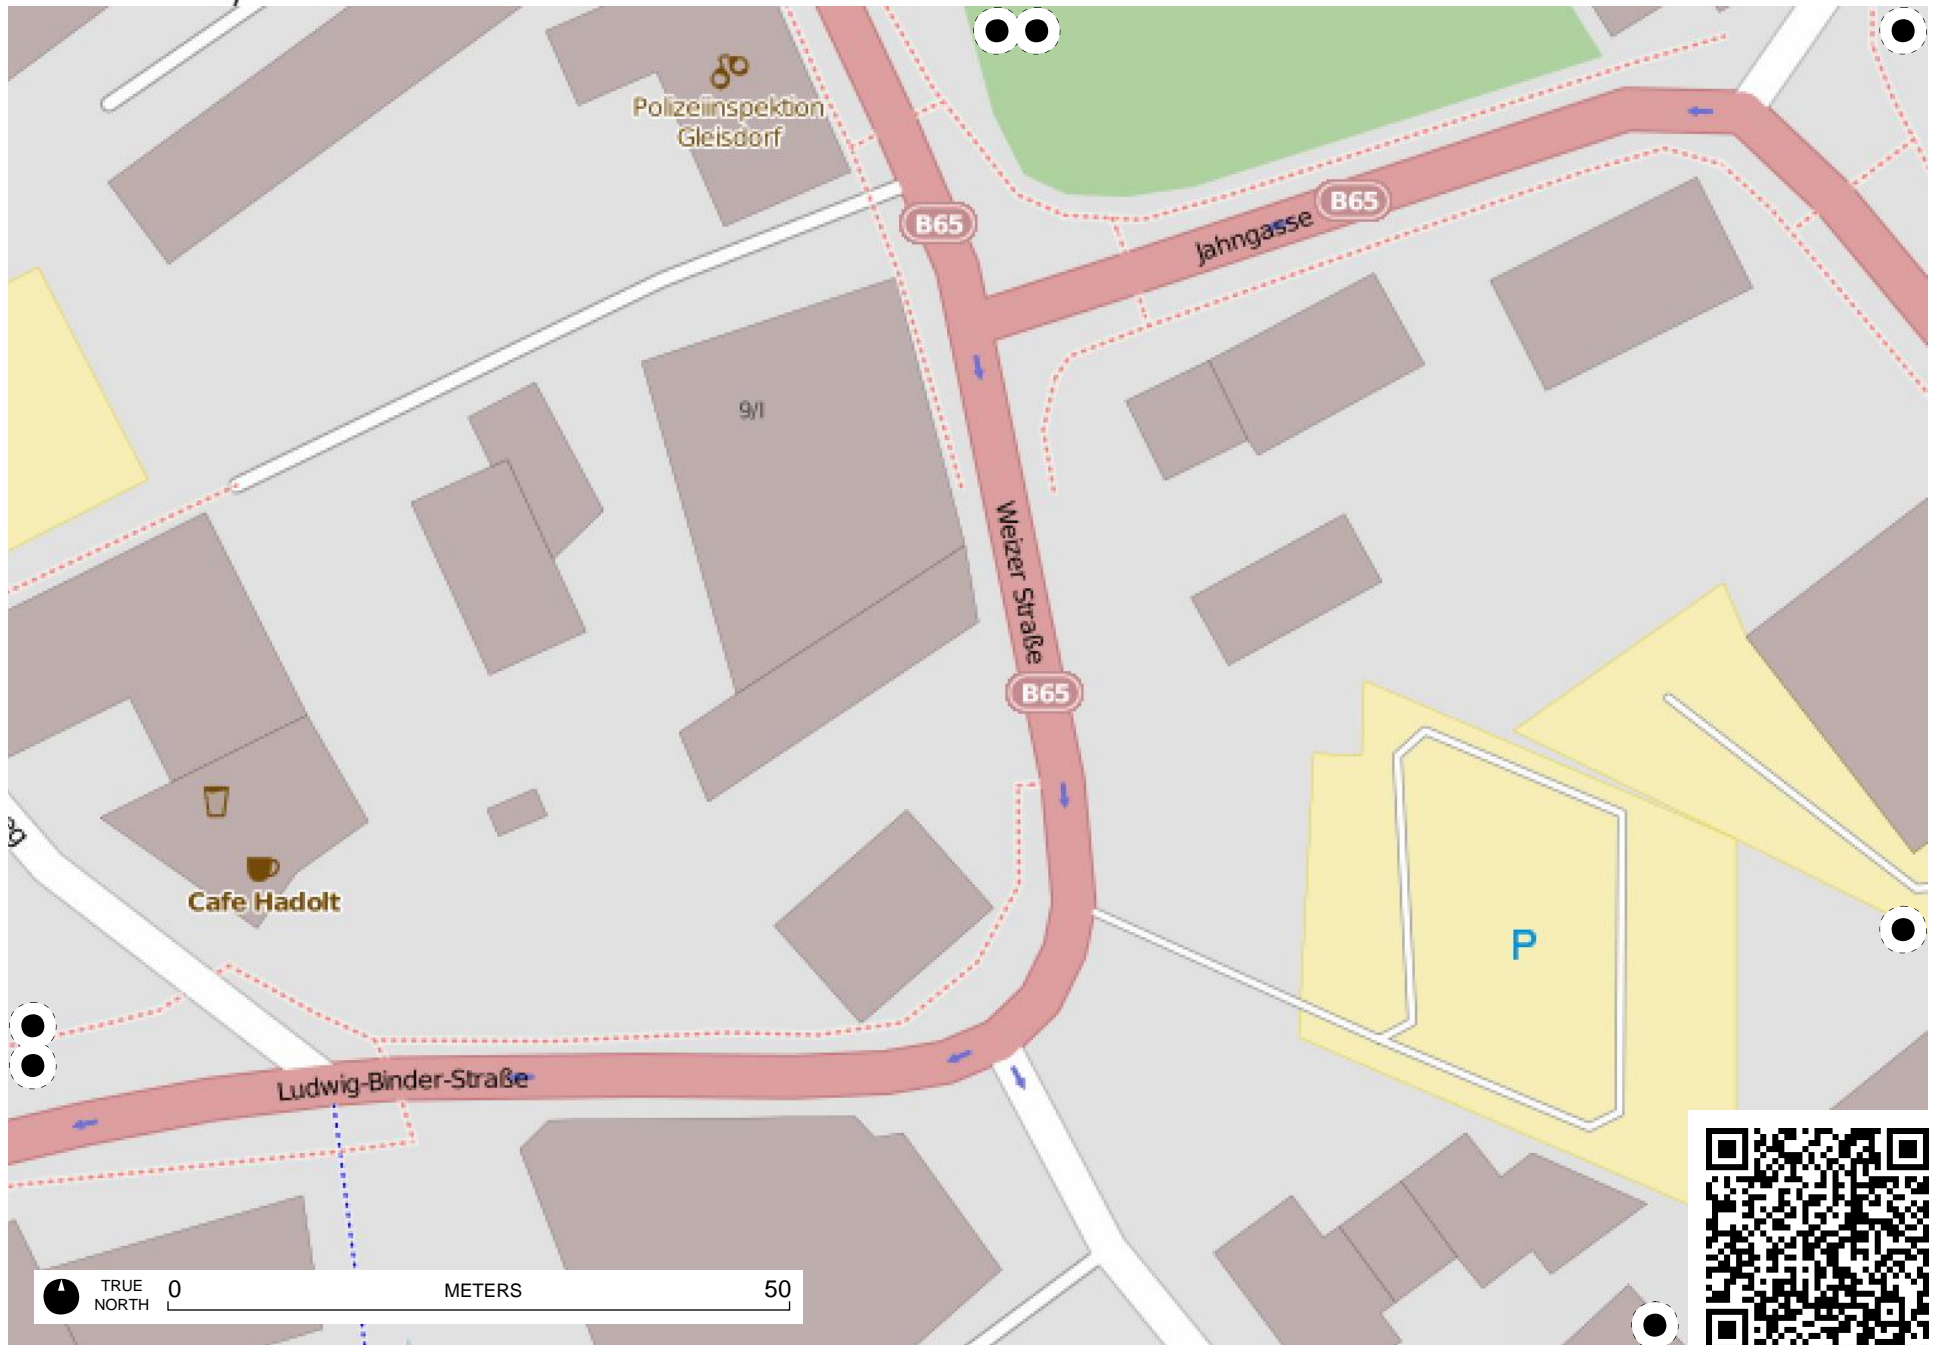 Polizeiinspektion
Gleisdorf
B65
B65
Jahngasse
9/I
Weizer Straße
B65
Cafe Hadolt
P
Ludwig-Binder-Straße
TRUE
NORTH
0 METERS 50